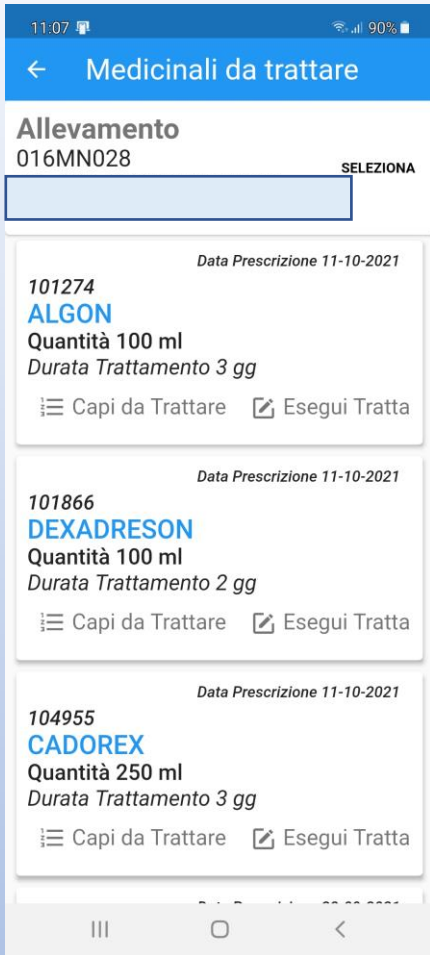 11:07 90%
Medicinali da trattare
Allevamento
016MN028
SELEZIONA
Data Prescrizione 11-10-2021
101274
ALGON
Quantità 100 ml
Durata Trattamento 3 gg
Capi da Trattare Esegui Tratta
Data Prescrizione 11-10-2021
101866
DEXADRESON
Quantità 100 ml
Durata Trattamento 2 gg
Capi da Trattare Esegui Tratta
Data Prescrizione 11-10-2021
104955
CADOREX
Quantità 250 ml
Durata Trattamento 3 gg
Capi da Trattare Esegui Tratta